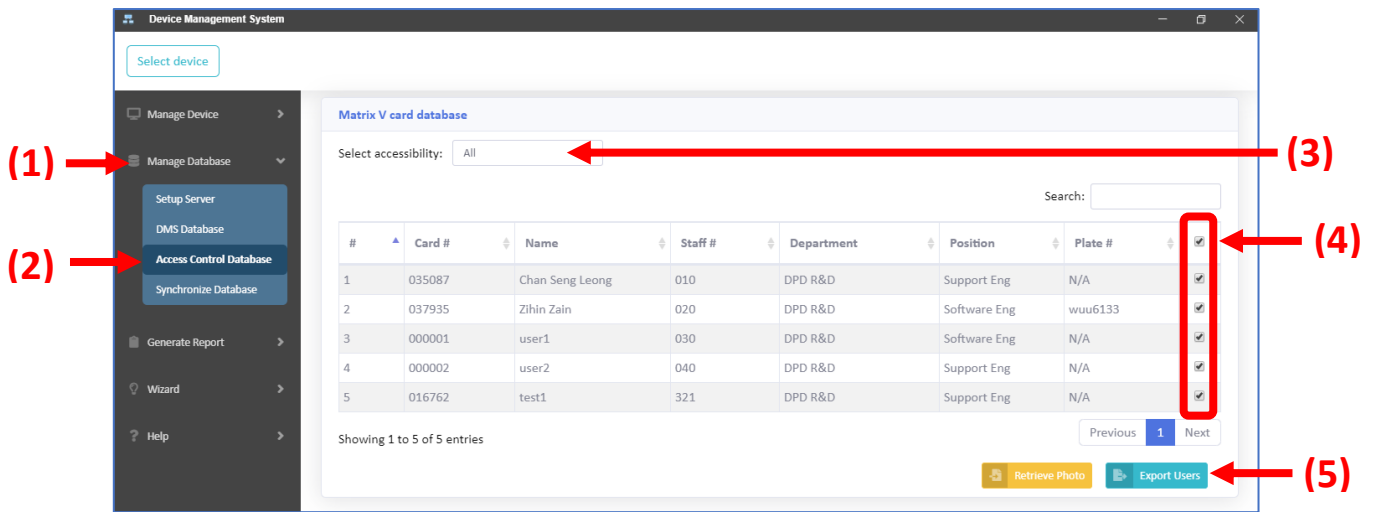 Device Management System
Select device
Manage Device
Manage Database
Setup Server
DMS Database
Access Control Database
Synchronize Database
Generate Report
Wizard
Help
(1)
(2)
Matrix V card database
Select accessibility: All
(3)
Search:
# Card # Name Staff # Department Position Plate #
(4)
1 035087 Chan Seng Leong 010 DPD R&D Support Eng N/A
2 037935 Zihin Zain 020 DPD R&D Software Eng wuu6133
3 000001 user1 030 DPD R&D Software Eng N/A
4 000002 user2 040 DPD R&D Support Eng N/A
5 016762 test1 321 DPD R&D Support Eng N/A
Showing 1 to 5 of 5 entries
Previous 1 Next
Retrieve Photo Export Users
(5)